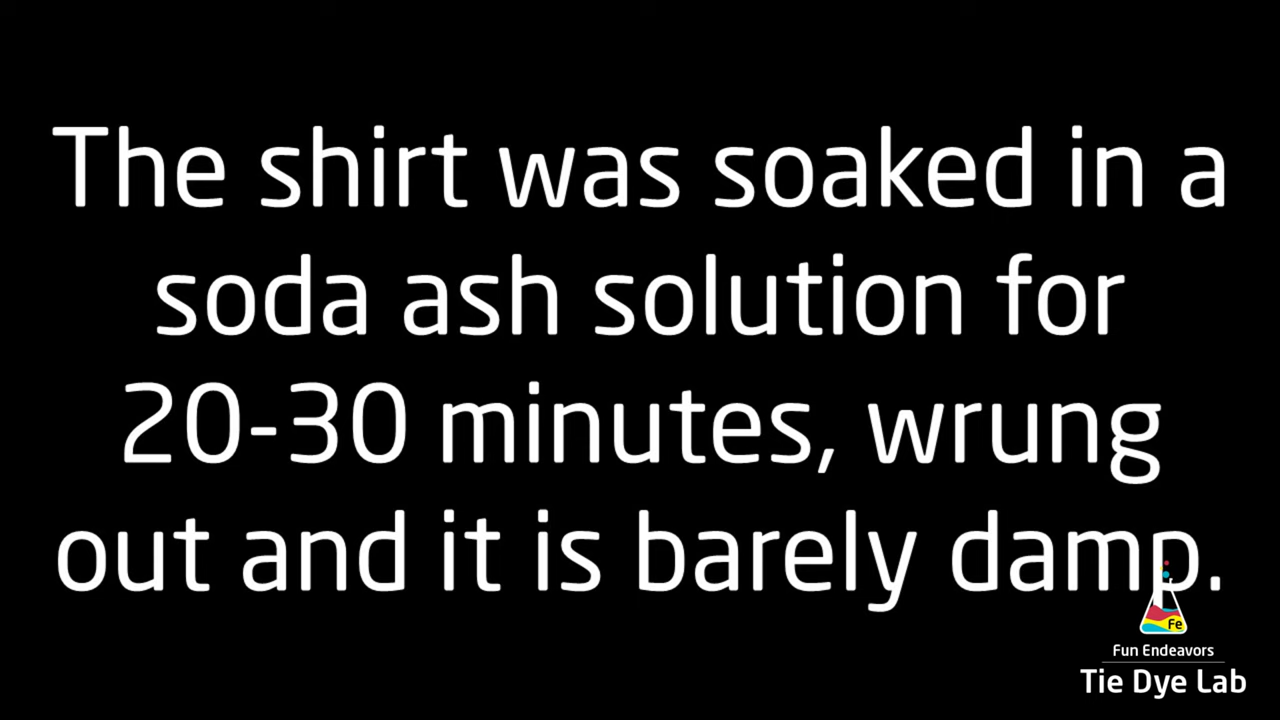 The shirt was soaked in a
soda ash solution for
20-30 minutes, wrung
out and it is barely damp.
Fe
Fun Endeavors
Tie Dye Lab